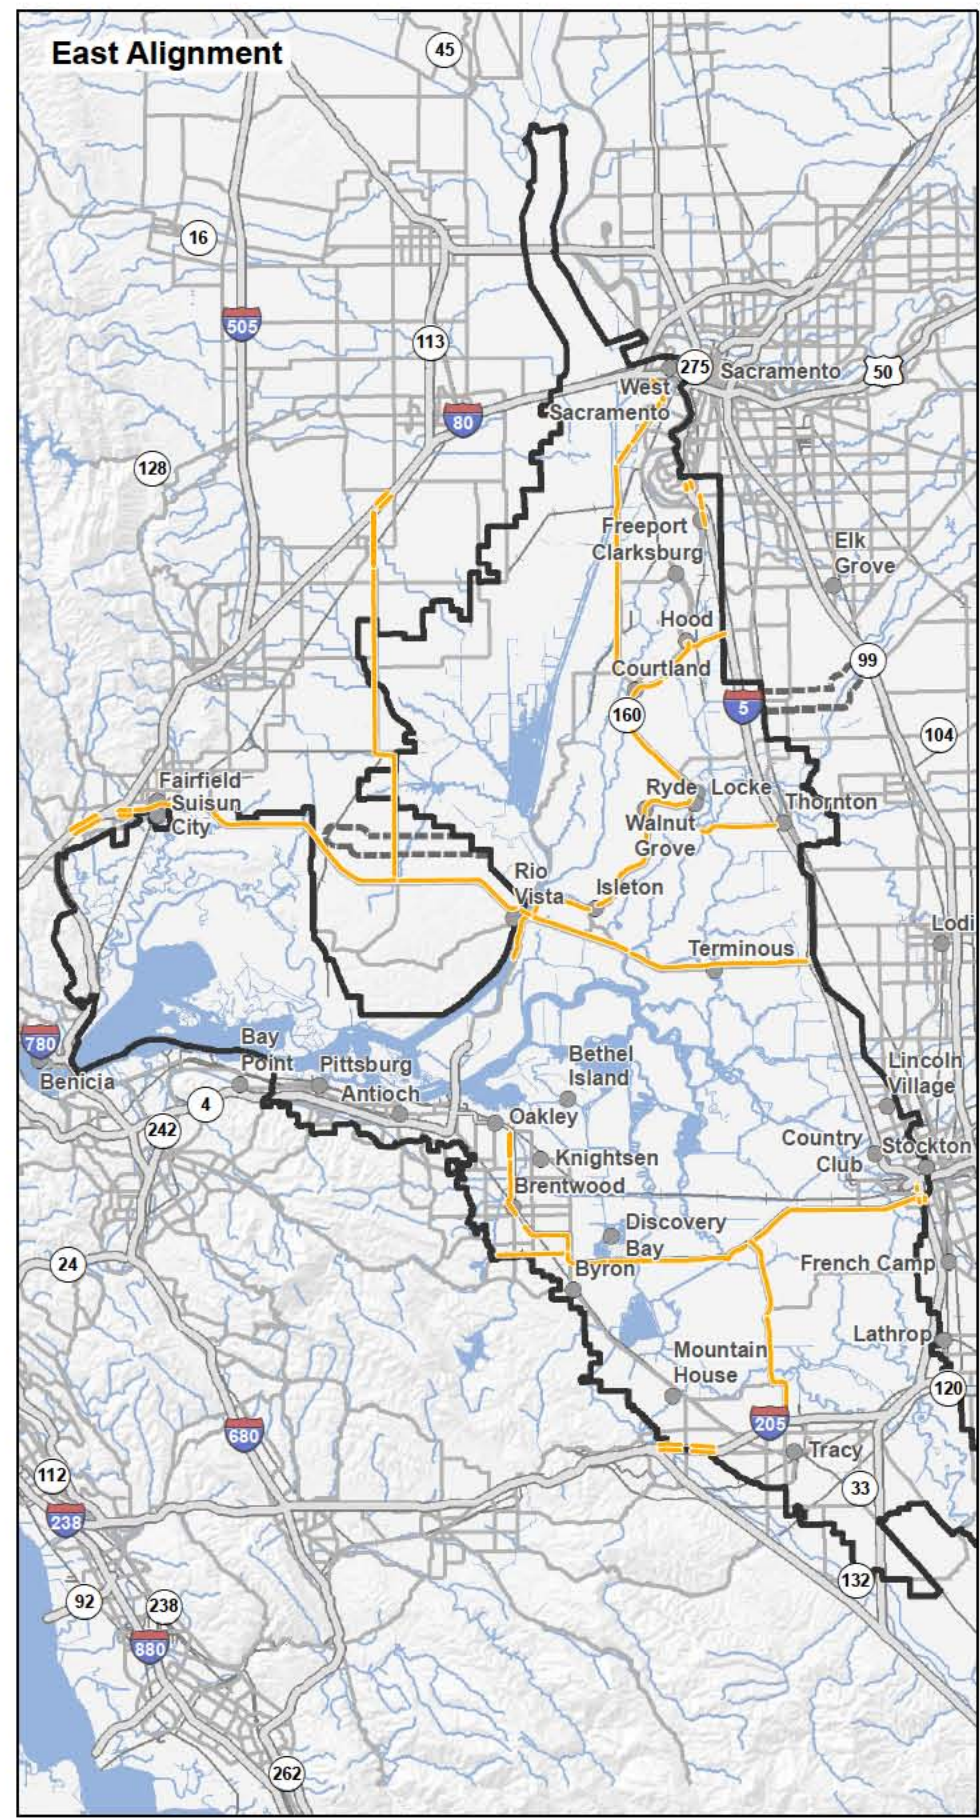 East Alignment
45
16
505
113
275
Sacramento
50
West
Sacramento
80
128
Freeport
Clarksburg
Elk
Grove
Hood
Courtland
99
160
5
104
Fairfield
Suisun
City
Ryde
Locke
Thornton
Walnut
Grove
Rio
Vista
Isleton
Lodi
Terminous
780
Benicia
Bay
Point
Pittsburg
Antioch
Bethel
Island
Lincoln
Village
4
242
Oakley
Country
Club
Stockton
Knightsen
Brentwood
Discovery
Bay
24
Byron
French Camp
Lathrop
Mountain
House
120
205
680
Tracy
112
33
238
132
92
238
880
262